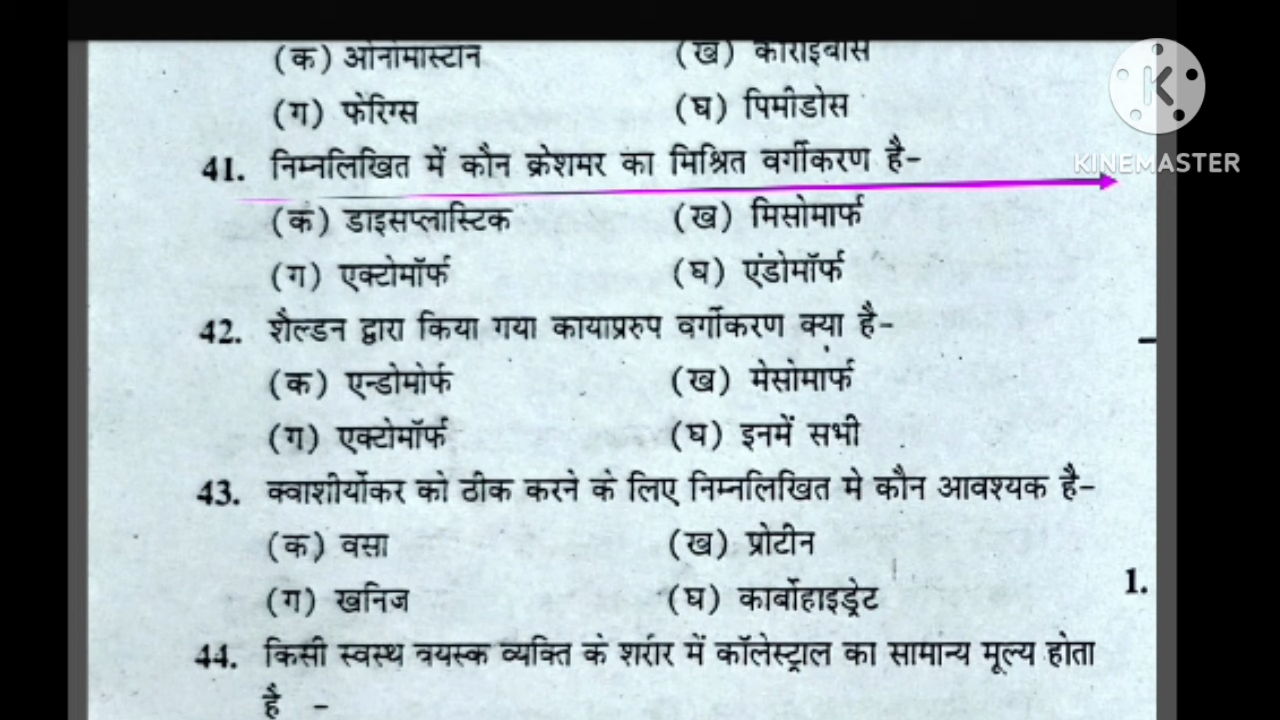 (क) ओनोमास्टोन (ख) कोराइबोस
(ग) फेरिग्स (घ) पिमीडोस
KINEMASTER
41. निम्नलिखित में कौन क्रेशमर का मिश्रित वर्गीकरण है-
(क) डाइसप्लास्टिक (ख) मिसोमार्फ
(ग) एक्टोमॉर्फ (घ) एंडोमॉर्फ
42. शैल्डन द्वारा किया गया कायाप्ररुप वर्गीकरण क्या है-
(क) एन्डोमोर्फ (ख) मेसोमार्फ
(ग) एक्टोमॉर्फ (घ) इनमें सभी
43. क्वाशीर्योकर को ठीक करने के लिए निम्नलिखित मे कौन आवश्यक है-
(क) वसा (ख) प्रोटीन
(ग) खनिज (घ) कार्बोहाइड्रेट
1.
44. किसी स्वस्थ वयस्क व्यक्ति के शरीर में कॉलेस्ट्राल का सामान्य मूल्य होता
है -